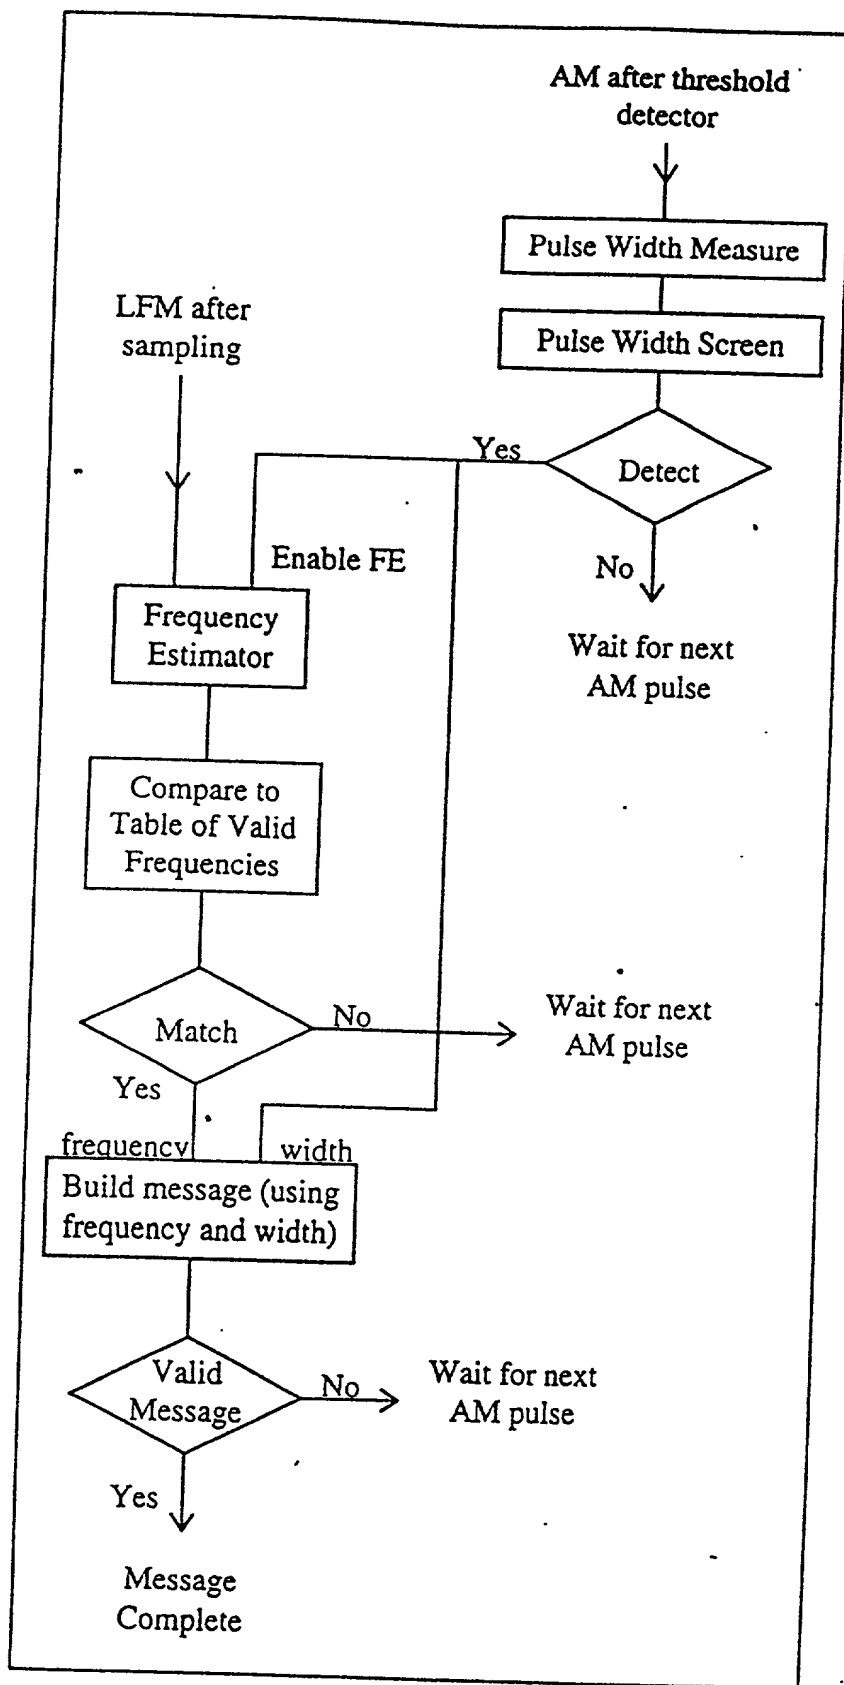 AM after threshold
detector
Pulse Width Measure
Pulse Width Screen
LFM after
sampling
Yes
Detect
Enable FE
No
Wait for next
AM pulse
Frequency
Estimator
Compare to
Table of Valid
Frequencies
Match
No
Wait for next
AM pulse
Yes
frequency
width
Build message (using
frequency and width)
Valid
Message
No
Wait for next
AM pulse
Yes
Message
Complete